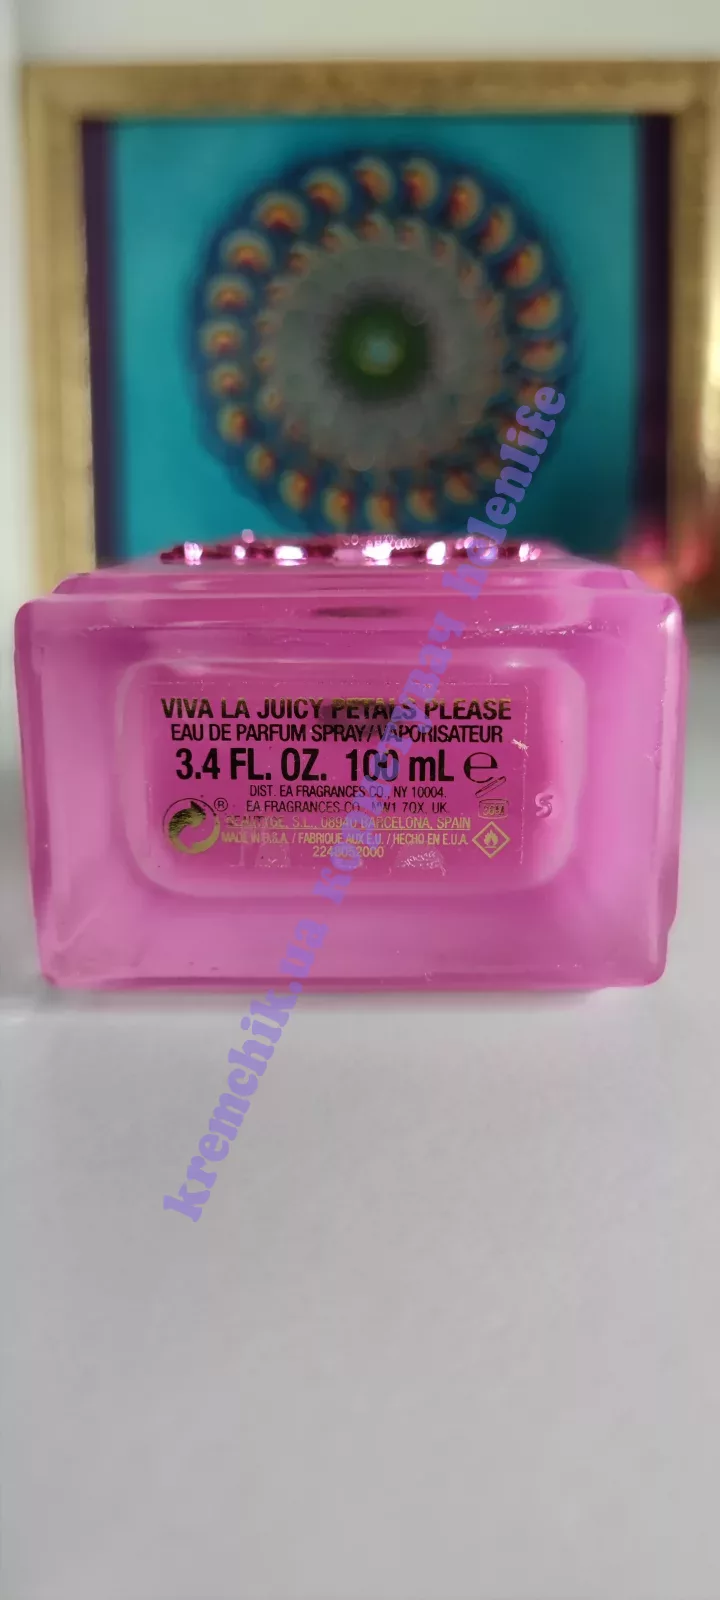 VIVA LA JUICY PETALS PLEASE
EAU DE PARFUM SPRAY/VAPORISATEUR
3.4 FL. OZ. 100 mL e
DIST. EA FRAGRANCES CO., NY 10004.
EA FRAGRANCES CO., NW1 7QX, UK.
BEAUTYGE, S.L., 08940 BARCELONA, SPAIN
MADE IN U.S.A. / FABRIQUE AUX E.U. / HECHO EN E.U.A.
®
S
kremchik.ua helenlife